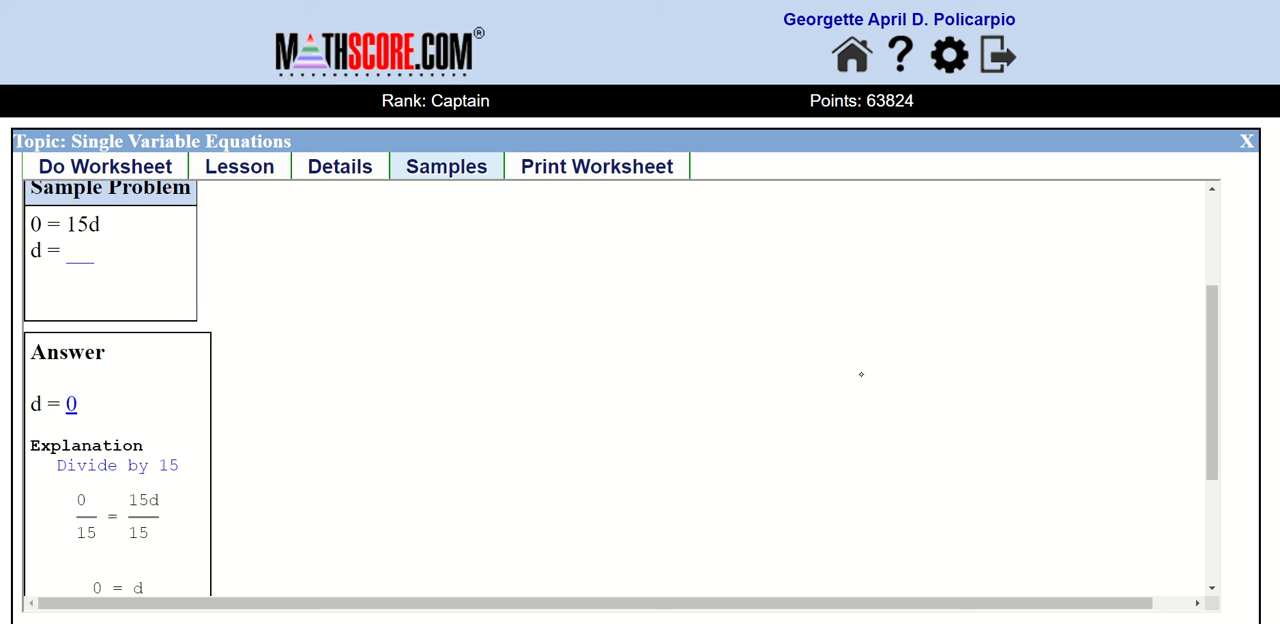 Georgette April D. Policarpio
MATHSCORE.COM®
?
Rank: Captain
Points: 63824
Topic: Single Variable Equations
X
Do Worksheet
Lesson
Details
Samples
Print Worksheet
Sample Problem
0 = 15d
d = __
Answer
d = 0
Explanation
Divide by 15
0 15d
— = —
15 15
0 = d